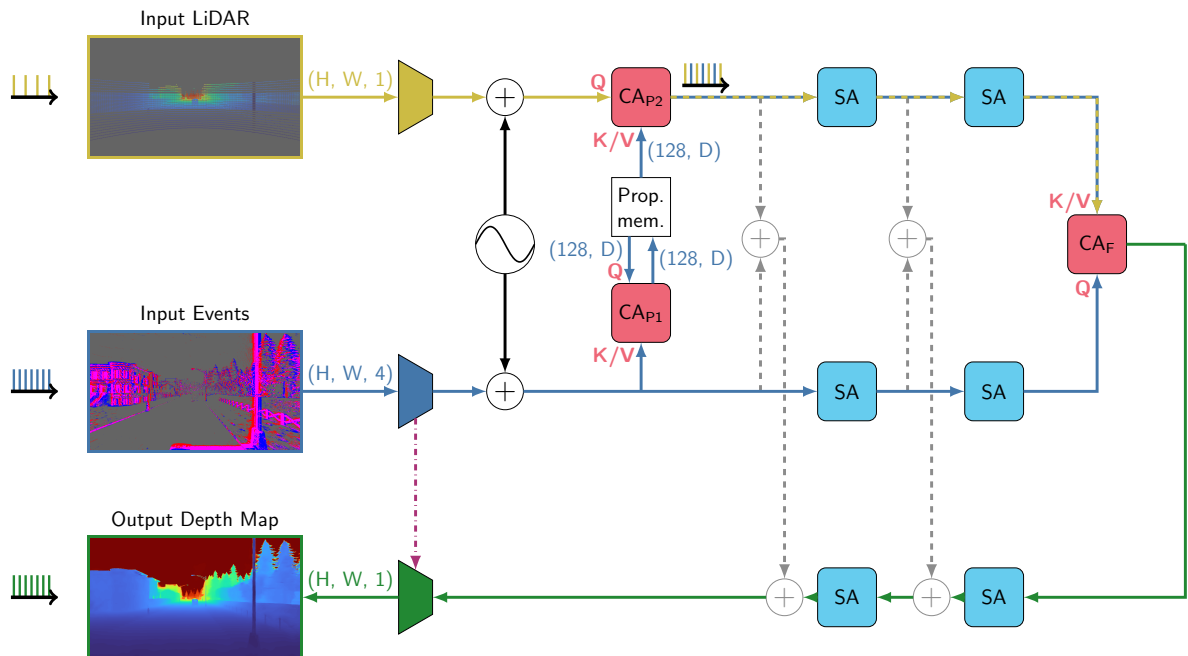 Input LiDAR
(H, W, 1)
+
Q
CA_P2
SA
SA
K/V
(128, D)
Prop.
mem.
K/V
CA_F
Q
(128, D)
(128, D)
Q
+
+
CA_P1
K/V
Input Events
(H, W, 4)
+
SA
SA
Output Depth Map
(H, W, 1)
+
SA
+
SA